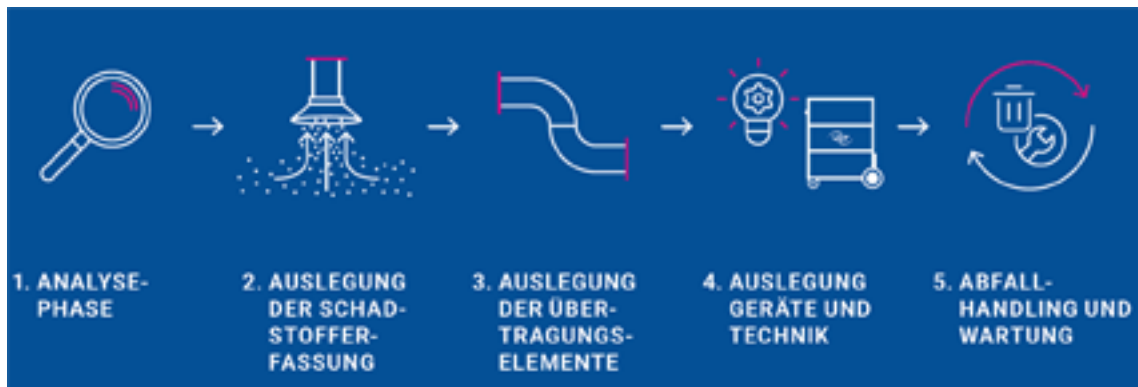 1. ANALYSE-
PHASE
2. AUSLEGUNG
DER SCHAD-
STOFFER-
FASSUNG
3. AUSLEGUNG
DER ÜBER-
TRAGUNGS-
ELEMENTE
4. AUSLEGUNG
GERÄTE UND
TECHNIK
5. ABFALL-
HANDLING UND
WARTUNG